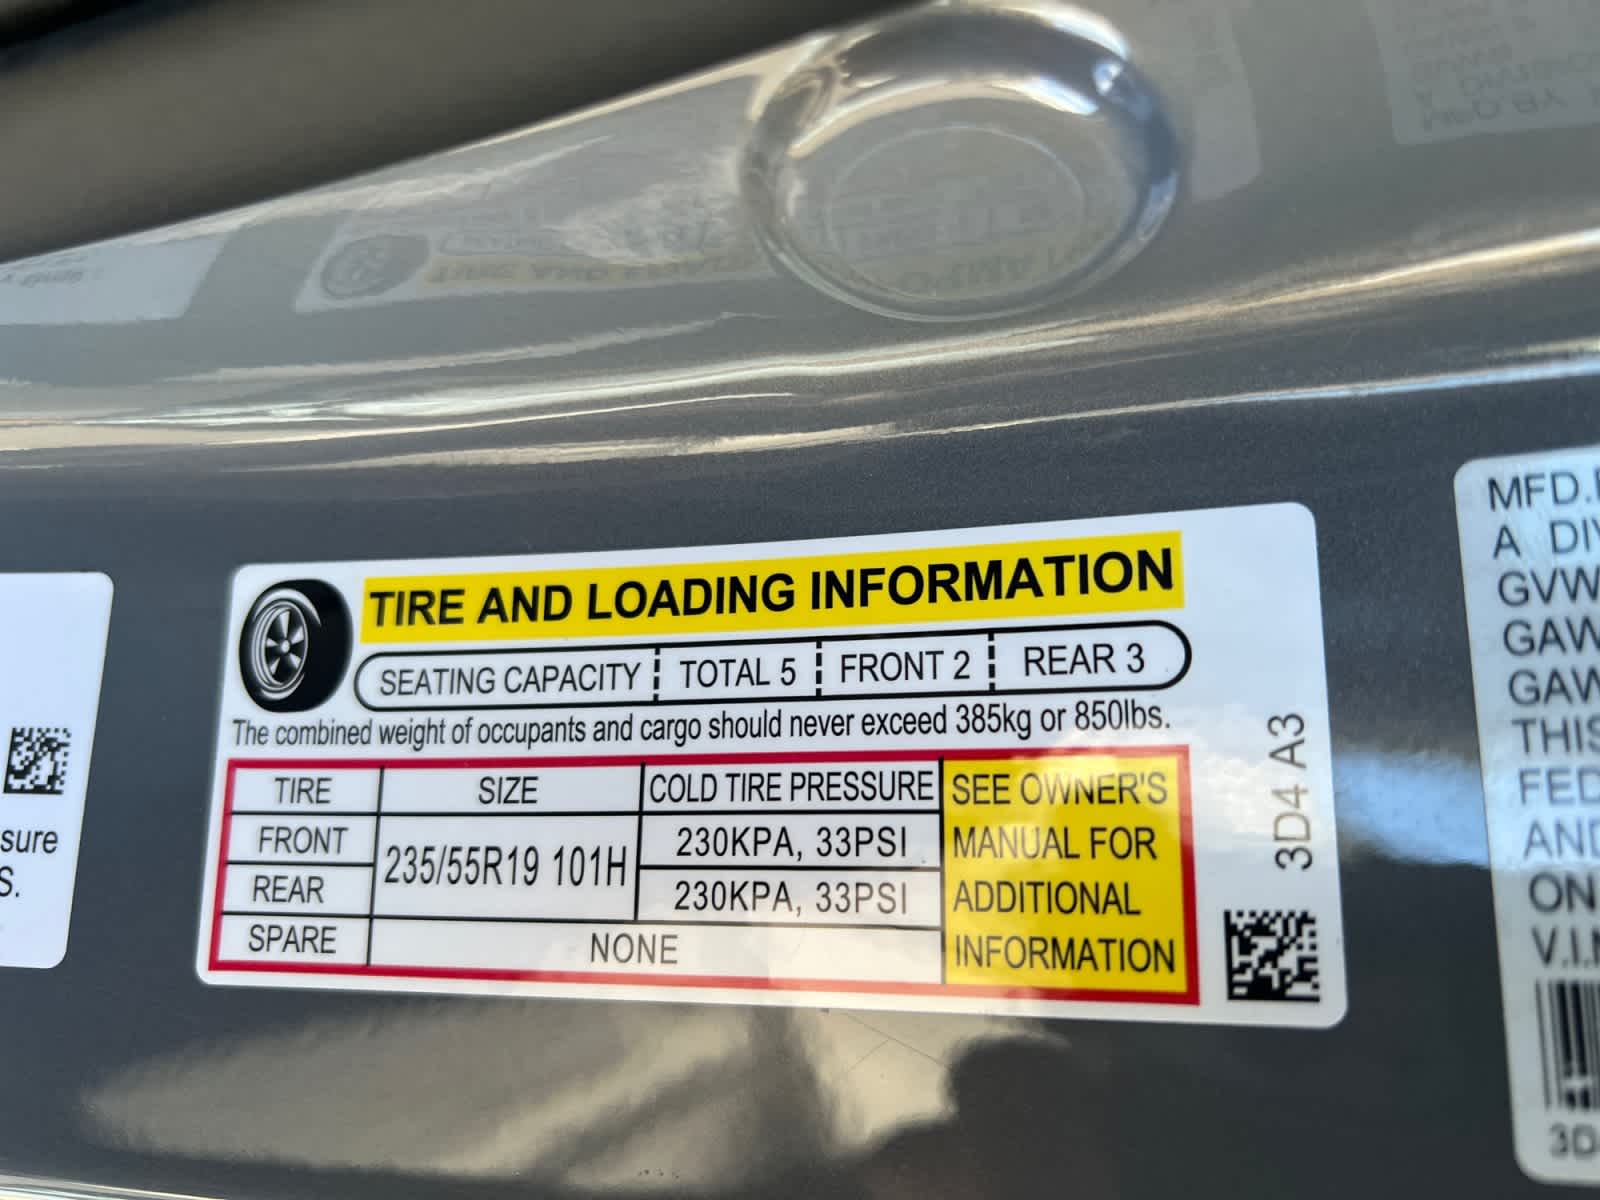 TIRE AND LOADING INFORMATION
SEATING CAPACITY TOTAL 5 FRONT 2 REAR 3
The combined weight of occupants and cargo should never exceed 385kg or 850lbs.
TIRE SIZE COLD TIRE PRESSURE SEE OWNER'S
FRONT 235/55R19 101H 230KPA, 33PSI MANUAL FOR
REAR 230KPA, 33PSI ADDITIONAL
SPARE NONE INFORMATION
3D4 A3
sure
S.
MFD.
A DIV
GVW
GAW
GAW
THIS
FED
AND
ON
V.I.N
3D